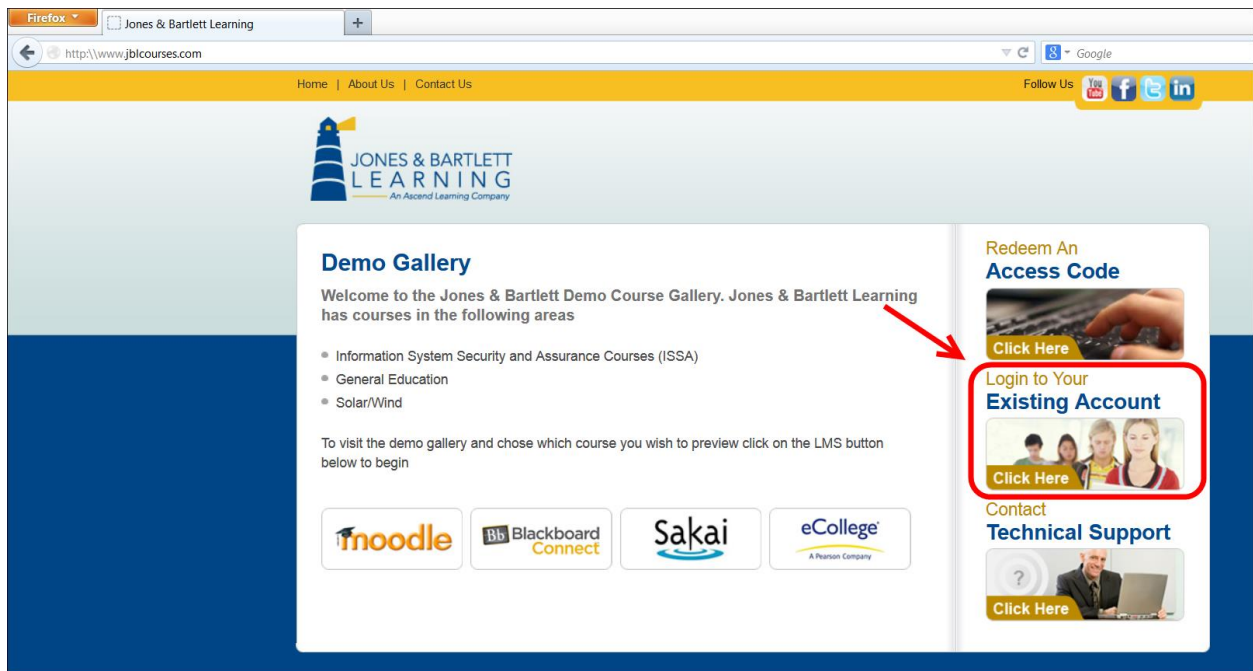 Firefox
Jones & Bartlett Learning
+
http:\\www.jblcourses.com
8
Google
Home | About Us | Contact Us
Follow Us
You
Tube
f
t
in
JONES & BARTLETT
LEARNING
An Ascend Learning Company
Demo Gallery
Welcome to the Jones & Bartlett Demo Course Gallery. Jones & Bartlett Learning
has courses in the following areas
Information System Security and Assurance Courses (ISSA)
General Education
Solar/Wind
To visit the demo gallery and chose which course you wish to preview click on the LMS button
below to begin
moodle
Bb Blackboard
Connect
Sakai
eCollege
A Pearson Company
Redeem An
Access Code
Click Here
Login to Your
Existing Account
Click Here
Contact
Technical Support
?
Click Here